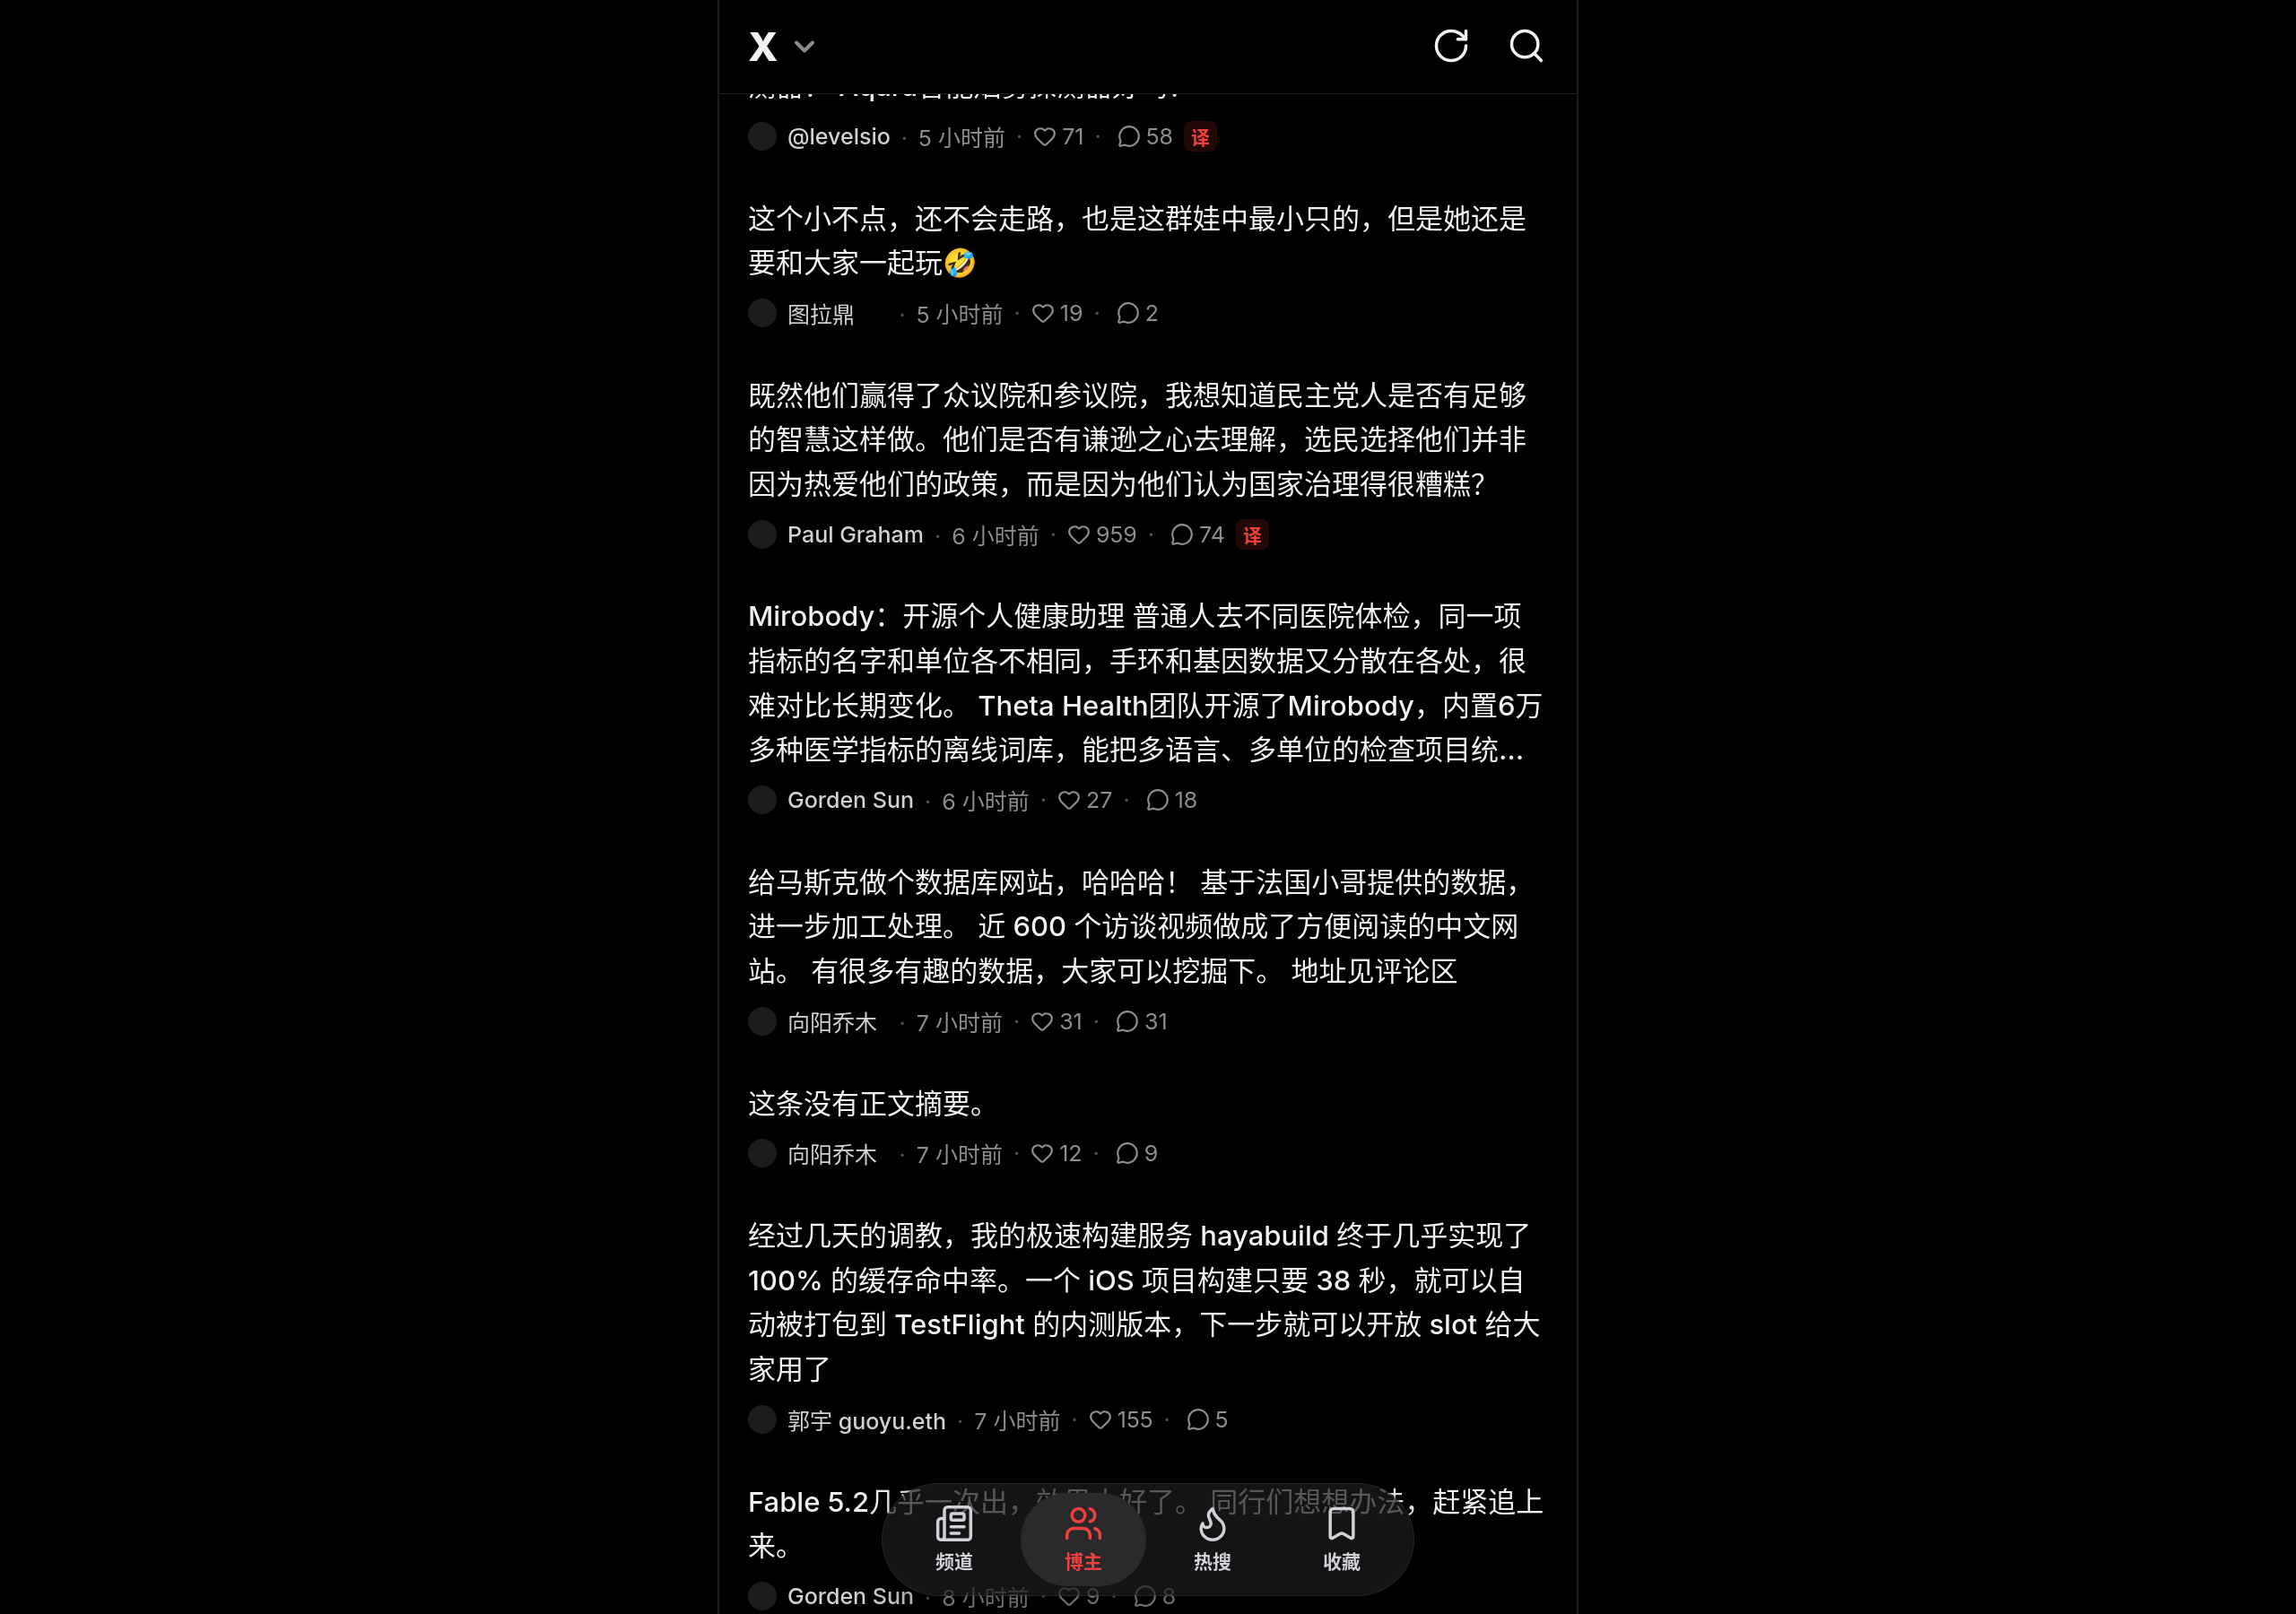 X
@levelsio · 5 小时前 · 71 · 58 译
这个小不点，还不会走路，也是这群娃中最小只的，但是她还是
要和大家一起玩🤣
图拉鼎 · 5 小时前 · 19 · 2
既然他们赢得了众议院和参议院，我想知道民主党人是否有足够
的智慧这样做。他们是否有谦逊之心去理解，选民选择他们并非
因为热爱他们的政策，而是因为他们认为国家治理得很糟糕？
Paul Graham · 6 小时前 · 959 · 74 译
Mirobody：开源个人健康助理 普通人去不同医院体检，同一项
指标的名字和单位各不相同，手环和基因数据又分散在各处，很
难对比长期变化。 Theta Health团队开源了Mirobody，内置6万
多种医学指标的离线词库，能把多语言、多单位的检查项目统...
Gorden Sun · 6 小时前 · 27 · 18
给马斯克做个数据库网站，哈哈哈！ 基于法国小哥提供的数据，
进一步加工处理。 近 600 个访谈视频做成了方便阅读的中文网
站。 有很多有趣的数据，大家可以挖掘下。 地址见评论区
向阳乔木 · 7 小时前 · 31 · 31
这条没有正文摘要。
向阳乔木 · 7 小时前 · 12 · 9
经过几天的调教，我的极速构建服务 hayabuild 终于几乎实现了
100% 的缓存命中率。一个 iOS 项目构建只要 38 秒，就可以自
动被打包到 TestFlight 的内测版本，下一步就可以开放 slot 给大
家用了
郭宇 guoyu.eth · 7 小时前 · 155 · 5
Fable 5.2几乎一次出，效果太好了。 同行们想想办法，赶紧追上
来。
Gorden Sun · 8 小时前 · 9 · 8
频道
博主
热搜
收藏